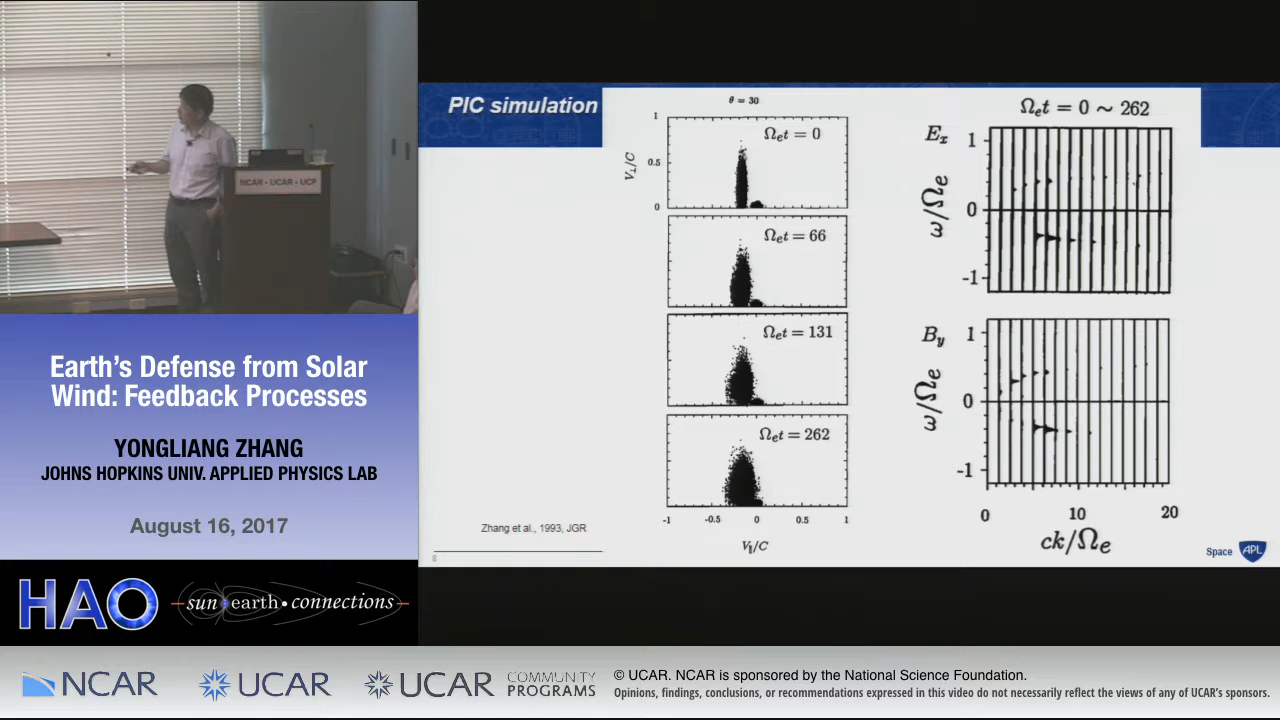 NCAR • UCAR • UCP
Earth's Defense from Solar
Wind: Feedback Processes
YONGLIANG ZHANG
JOHNS HOPKINS UNIV. APPLIED PHYSICS LAB
August 16, 2017
HAO
sun • earth • connections
PIC simulation
θ = 30
V⊥/C
1
0.5
0
Ωet = 0
Ωet = 66
Ωet = 131
Ωet = 262
-1
-0.5
0
0.5
1
V∥/C
Ωet = 0 ~ 262
Ex
1
0
-1
ω/Ωe
By
1
0
-1
ω/Ωe
0
10
20
ck/Ωe
Zhang et al., 1993, JGR
8
Space APL
NCAR
UCAR
UCAR
COMMUNITY
PROGRAMS
© UCAR. NCAR is sponsored by the National Science Foundation.
Opinions, findings, conclusions, or recommendations expressed in this video do not necessarily reflect the views of any of UCAR's sponsors.